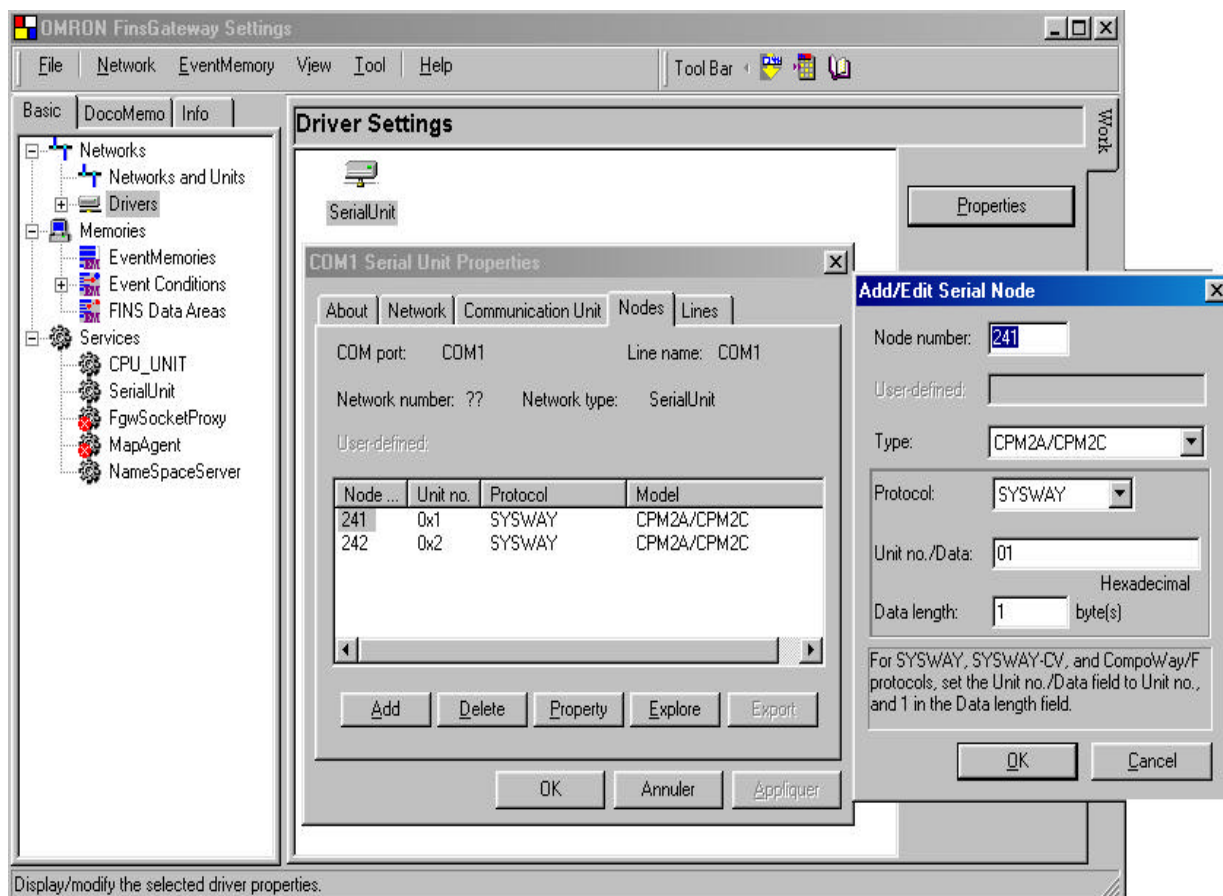 OMRON FinsGateway Settings
File Network EventMemory View Tool Help Tool Bar
Basic DocoMemo Info
Networks
Networks and Units
Drivers
Memories
EventMemories
Event Conditions
FINS Data Areas
Services
CPU_UNIT
SerialUnit
FgwSocketProxy
MapAgent
NameSpaceServer
Driver Settings
Work
SerialUnit
Properties
COM1 Serial Unit Properties
About Network Communication Unit Nodes Lines
COM port: COM1 Line name: COM1
Network number: ?? Network type: SerialUnit
User-defined:
Node ... Unit no. Protocol Model
241 0x1 SYSWAY CPM2A/CPM2C
242 0x2 SYSWAY CPM2A/CPM2C
Add Delete Property Explore Export
OK Annuler Appliquer
Add/Edit Serial Node
Node number: 241
User-defined:
Type: CPM2A/CPM2C
Protocol: SYSWAY
Unit no./Data: 01
Hexadecimal
Data length: 1 byte(s)
For SYSWAY, SYSWAY-CV, and CompoWay/F
protocols, set the Unit no./Data field to Unit no.,
and 1 in the Data length field.
OK Cancel
Display/modify the selected driver properties.